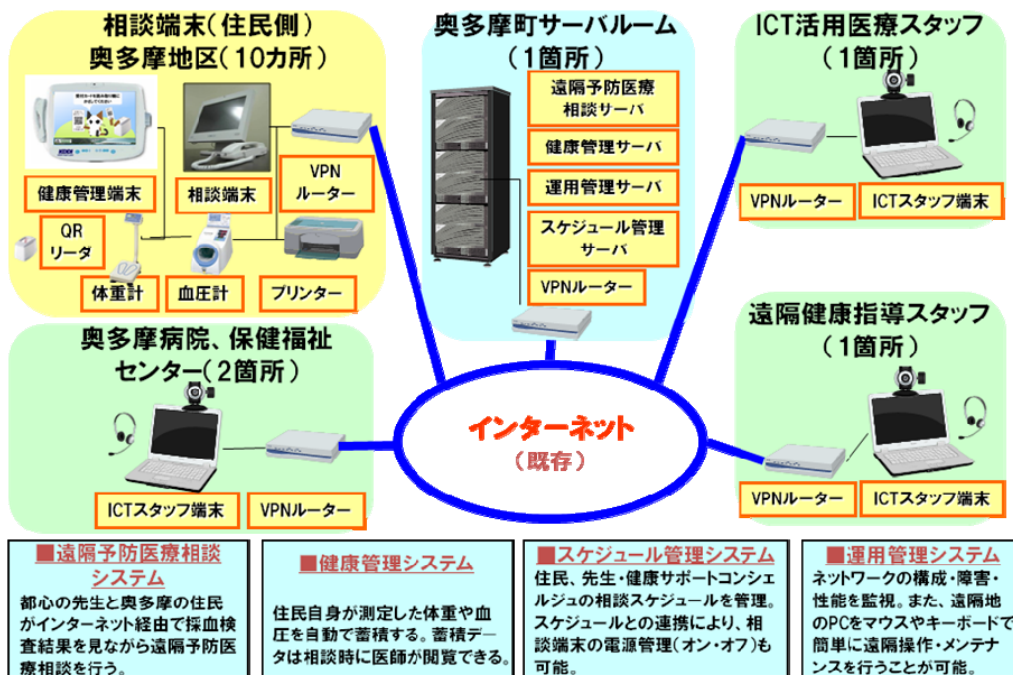 相談端末(住民側)
奥多摩地区(10カ所)
健康管理端末
相談端末
VPN
ルーター
QR
リーダ
体重計
血圧計
プリンター
奥多摩町サーバルーム
(1箇所)
遠隔予防医療
相談サーバ
健康管理サーバ
運用管理サーバ
スケジュール管理
サーバ
VPNルーター
ICT活用医療スタッフ
(1箇所)
VPNルーター
ICTスタッフ端末
奥多摩病院、保健福祉
センター(2箇所)
ICTスタッフ端末
VPNルーター
インターネット
(既存)
遠隔健康指導スタッフ
(1箇所)
VPNルーター
ICTスタッフ端末
■遠隔予防医療相談
システム
都心の先生と奥多摩の住民
がインターネット経由で採血検
査結果を見ながら遠隔予防医
療相談を行う。
■健康管理システム
住民自身が測定した体重や血
圧を自動で蓄積する。蓄積デー
タは相談時に医師が閲覧できる。
■スケジュール管理システム
住民、先生・健康サポートコンシェ
ルジュの相談スケジュールを管理。
スケジュールとの連携により、相
談端末の電源管理(オン・オフ)も
可能。
■運用管理システム
ネットワークの構成・障害・
性能を監視。また、遠隔地
のPCをマウスやキーボードで
簡単に遠隔操作・メンテナ
ンスを行うことが可能。